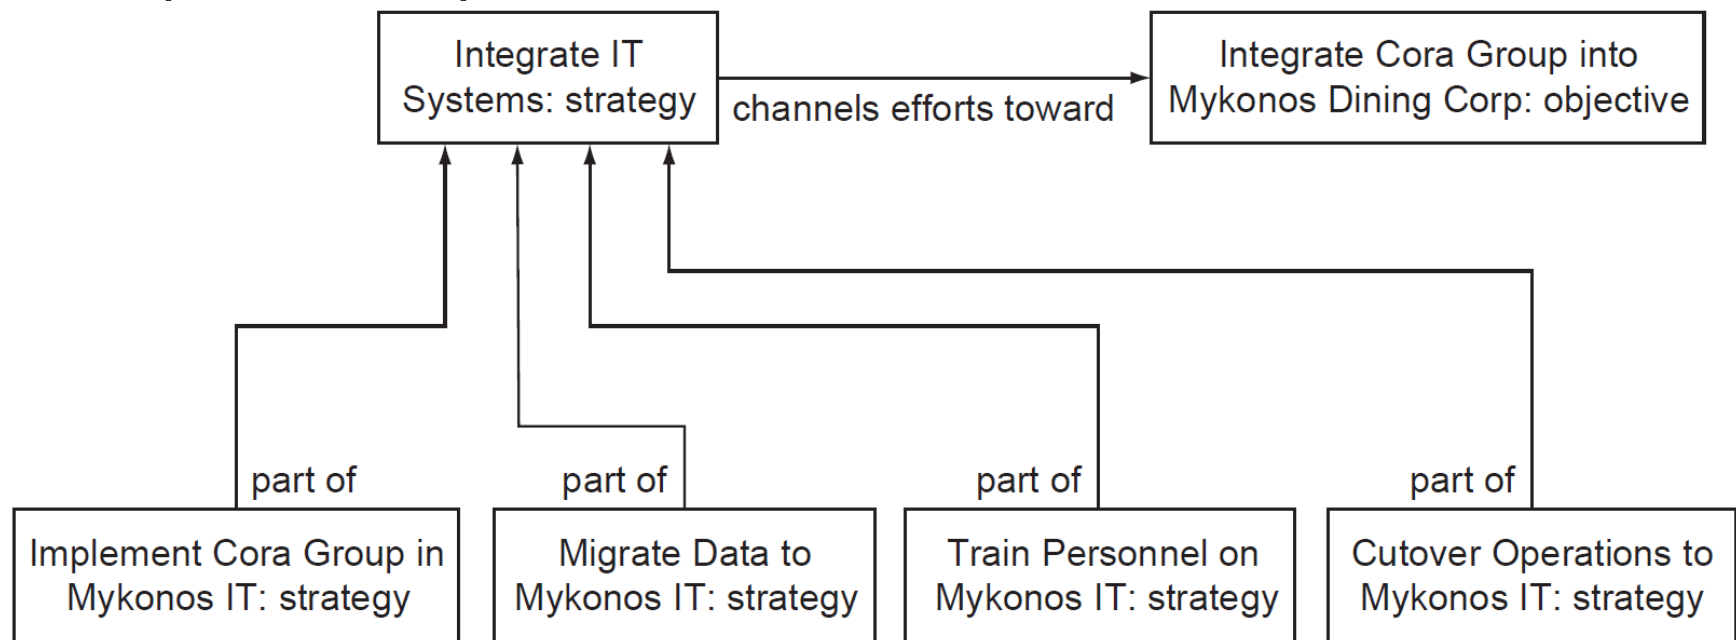 Integrate IT
Systems: strategy
channels efforts toward
Integrate Cora Group into
Mykonos Dining Corp: objective
part of
part of
part of
part of
Implement Cora Group in
Mykonos IT: strategy
Migrate Data to
Mykonos IT: strategy
Train Personnel on
Mykonos IT: strategy
Cutover Operations to
Mykonos IT: strategy